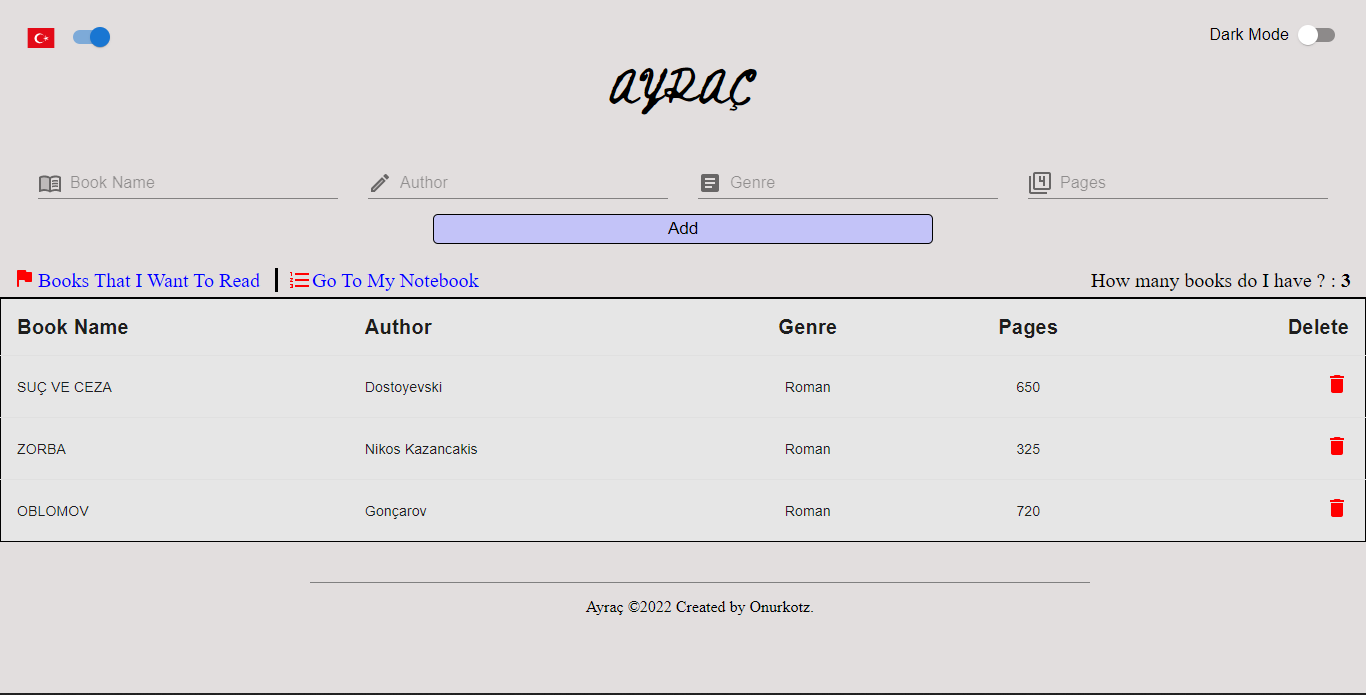 Dark Mode
AYRAÇ
Book Name Author Genre Pages
Add
Books That I Want To Read Go To My Notebook How many books do I have ? : 3
Book Name Author Genre Pages Delete
SUÇ VE CEZA Dostoyevski Roman 650
ZORBA Nikos Kazancakis Roman 325
OBLOMOV Gonçarov Roman 720
Ayraç ©2022 Created by Onurkotz.